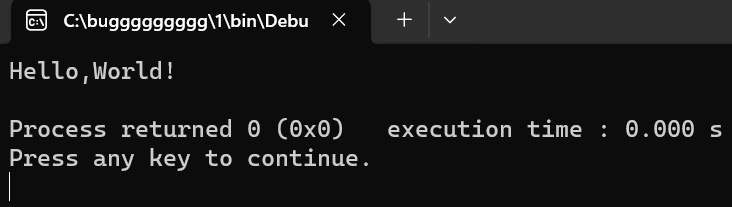 C:\buggggggggg\1\bin\Debu
Hello,World!
Process returned 0 (0x0)   execution time : 0.000 s
Press any key to continue.